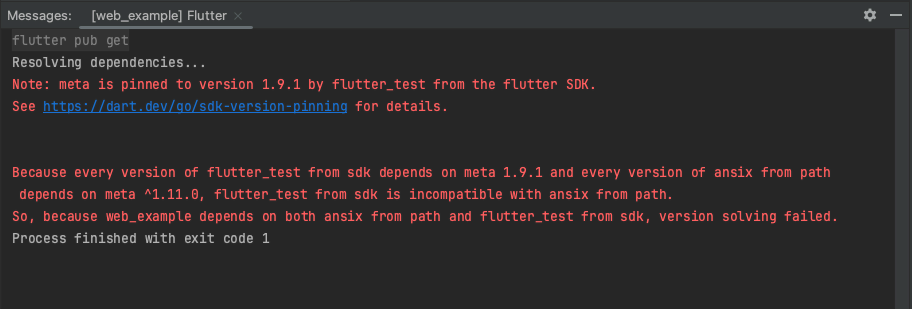 Messages: [web_example] Flutter ×
flutter pub get
Resolving dependencies...
Note: meta is pinned to version 1.9.1 by flutter_test from the flutter SDK.
See https://dart.dev/go/sdk-version-pinning for details.
Because every version of flutter_test from sdk depends on meta 1.9.1 and every version of ansix from path
depends on meta ^1.11.0, flutter_test from sdk is incompatible with ansix from path.
So, because web_example depends on both ansix from path and flutter_test from sdk, version solving failed.
Process finished with exit code 1